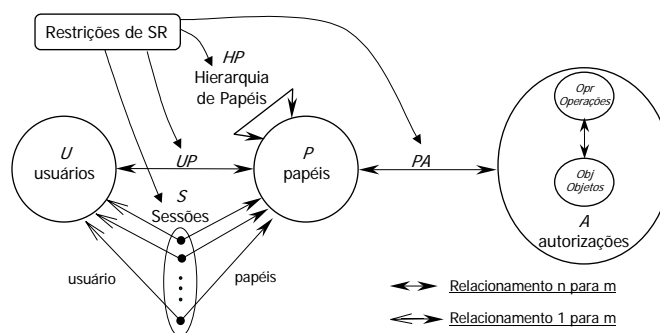 Restrições de SR
HP
Hierarquia
de Papéis
Opr
Operações
U
usuários
UP
P
papéis
PA
Obj
Objetos
A
autorizações
S
Sessões
usuário
papéis
Relacionamento n para m
Relacionamento 1 para m